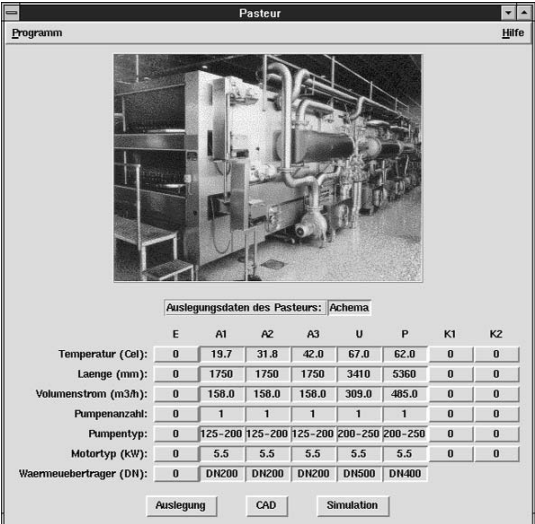 Pasteur
Programm Hilfe
Auslegungsdaten des Pasteurs: Achema
E A1 A2 A3 U P K1 K2
Temperatur (Cel): 0 19.7 31.8 42.0 67.0 62.0 0 0
Laenge (mm): 0 1750 1750 1750 3410 5360 0 0
Volumenstrom (m3/h): 0 158.0 158.0 158.0 309.0 485.0 0 0
Pumpenanzahl: 0 1 1 1 1 1 0 0
Pumpentyp: 0 125-200 125-200 125-200 200-250 200-250 0 0
Motortyp (kW): 0 5.5 5.5 5.5 5.5 5.5 0 0
Waermeuebertrager (DN): 0 DN200 DN200 DN200 DN500 DN400
Auslegung CAD Simulation